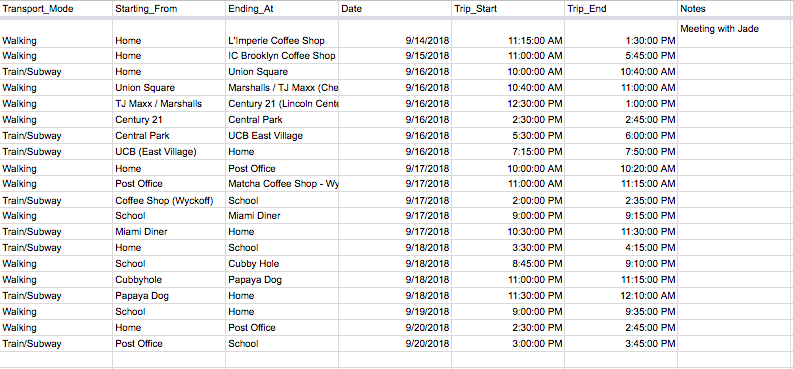 Transport_Mode Starting_From Ending_At Date Trip_Start Trip_End Notes
Walking Home L'Imperie Coffee Shop 9/14/2018 11:15:00 AM 1:30:00 PM Meeting with Jade
Walking Home IC Brooklyn Coffee Shop 9/15/2018 11:00:00 AM 5:45:00 PM
Train/Subway Home Union Square 9/16/2018 10:00:00 AM 10:40:00 AM
Walking Union Square Marshalls / TJ Maxx (Che 9/16/2018 10:40:00 AM 11:00:00 AM
Walking TJ Maxx / Marshalls Century 21 (Lincoln Cente 9/16/2018 12:30:00 PM 1:00:00 PM
Walking Century 21 Central Park 9/16/2018 2:30:00 PM 2:45:00 PM
Train/Subway Central Park UCB East Village 9/16/2018 5:30:00 PM 6:00:00 PM
Train/Subway UCB (East Village) Home 9/16/2018 7:15:00 PM 7:50:00 PM
Walking Home Post Office 9/17/2018 10:00:00 AM 10:20:00 AM
Walking Post Office Matcha Coffee Shop - Wy 9/17/2018 11:00:00 AM 11:15:00 AM
Train/Subway Coffee Shop (Wyckoff) School 9/17/2018 2:00:00 PM 2:35:00 PM
Walking School Miami Diner 9/17/2018 9:00:00 PM 9:15:00 PM
Train/Subway Miami Diner Home 9/17/2018 10:30:00 PM 11:30:00 PM
Train/Subway Home School 9/18/2018 3:30:00 PM 4:15:00 PM
Walking School Cubby Hole 9/18/2018 8:45:00 PM 9:10:00 PM
Walking Cubbyhole Papaya Dog 9/18/2018 11:00:00 PM 11:15:00 PM
Train/Subway Papaya Dog Home 9/18/2018 11:30:00 PM 12:10:00 AM
Walking School Home 9/19/2018 9:00:00 PM 9:35:00 PM
Walking Home Post Office 9/20/2018 2:30:00 PM 2:45:00 PM
Train/Subway Post Office School 9/20/2018 3:00:00 PM 3:45:00 PM